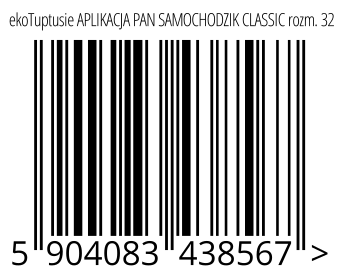 ekoTuptusie APLIKACJA PAN SAMOCHODZIK CLASSIC rozm. 32
5 904083 438567 >